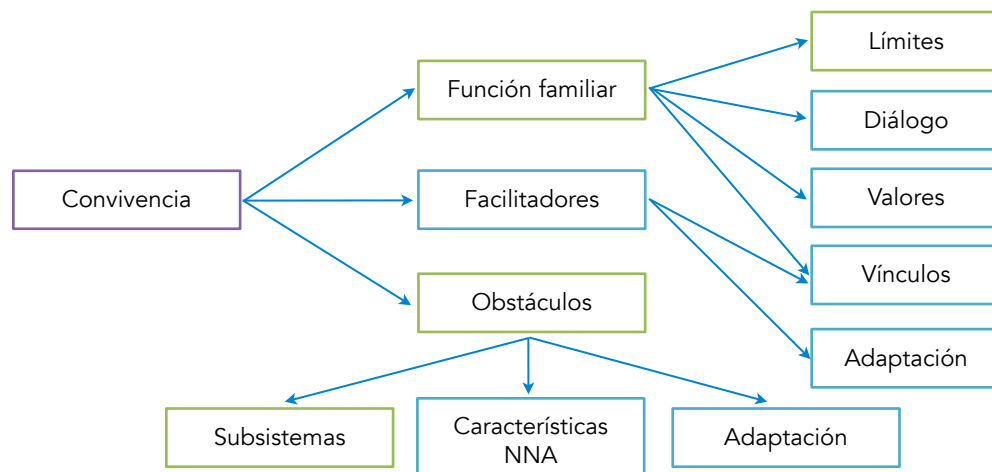 Límites
Función familiar
Diálogo
Convivencia
Facilitadores
Valores
Vínculos
Obstáculos
Adaptación
Subsistemas
Características
NNA
Adaptación